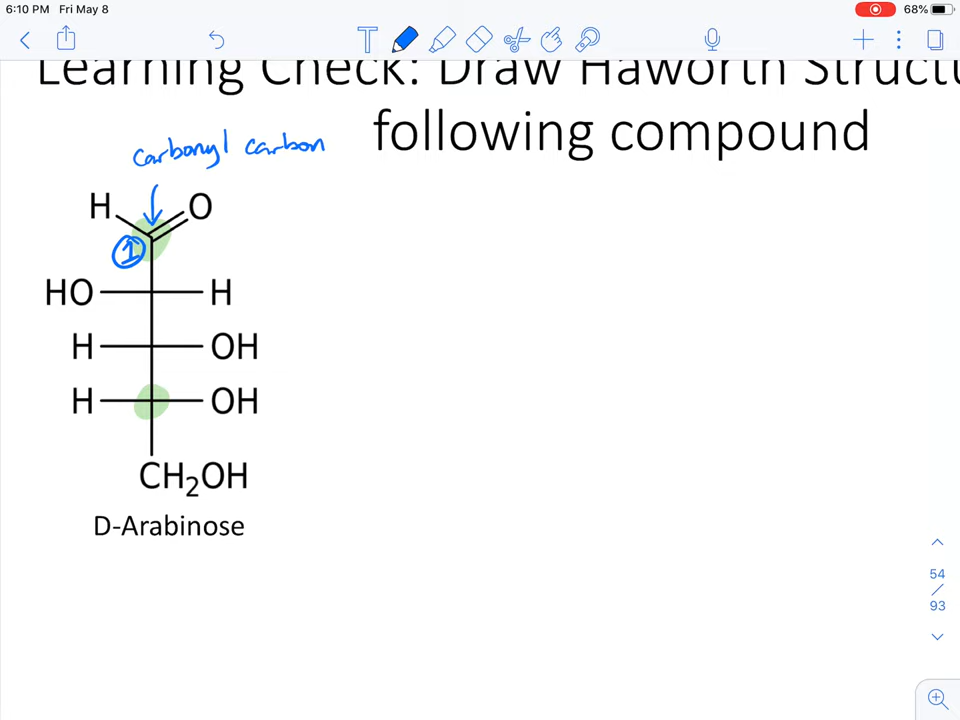 6:10 PM Fri May 8
68%
Learning Check: Draw Haworth Struct
following compound
carbonyl carbon
H O
1
HO H
H OH
H OH
CH₂OH
D-Arabinose
54
/
93